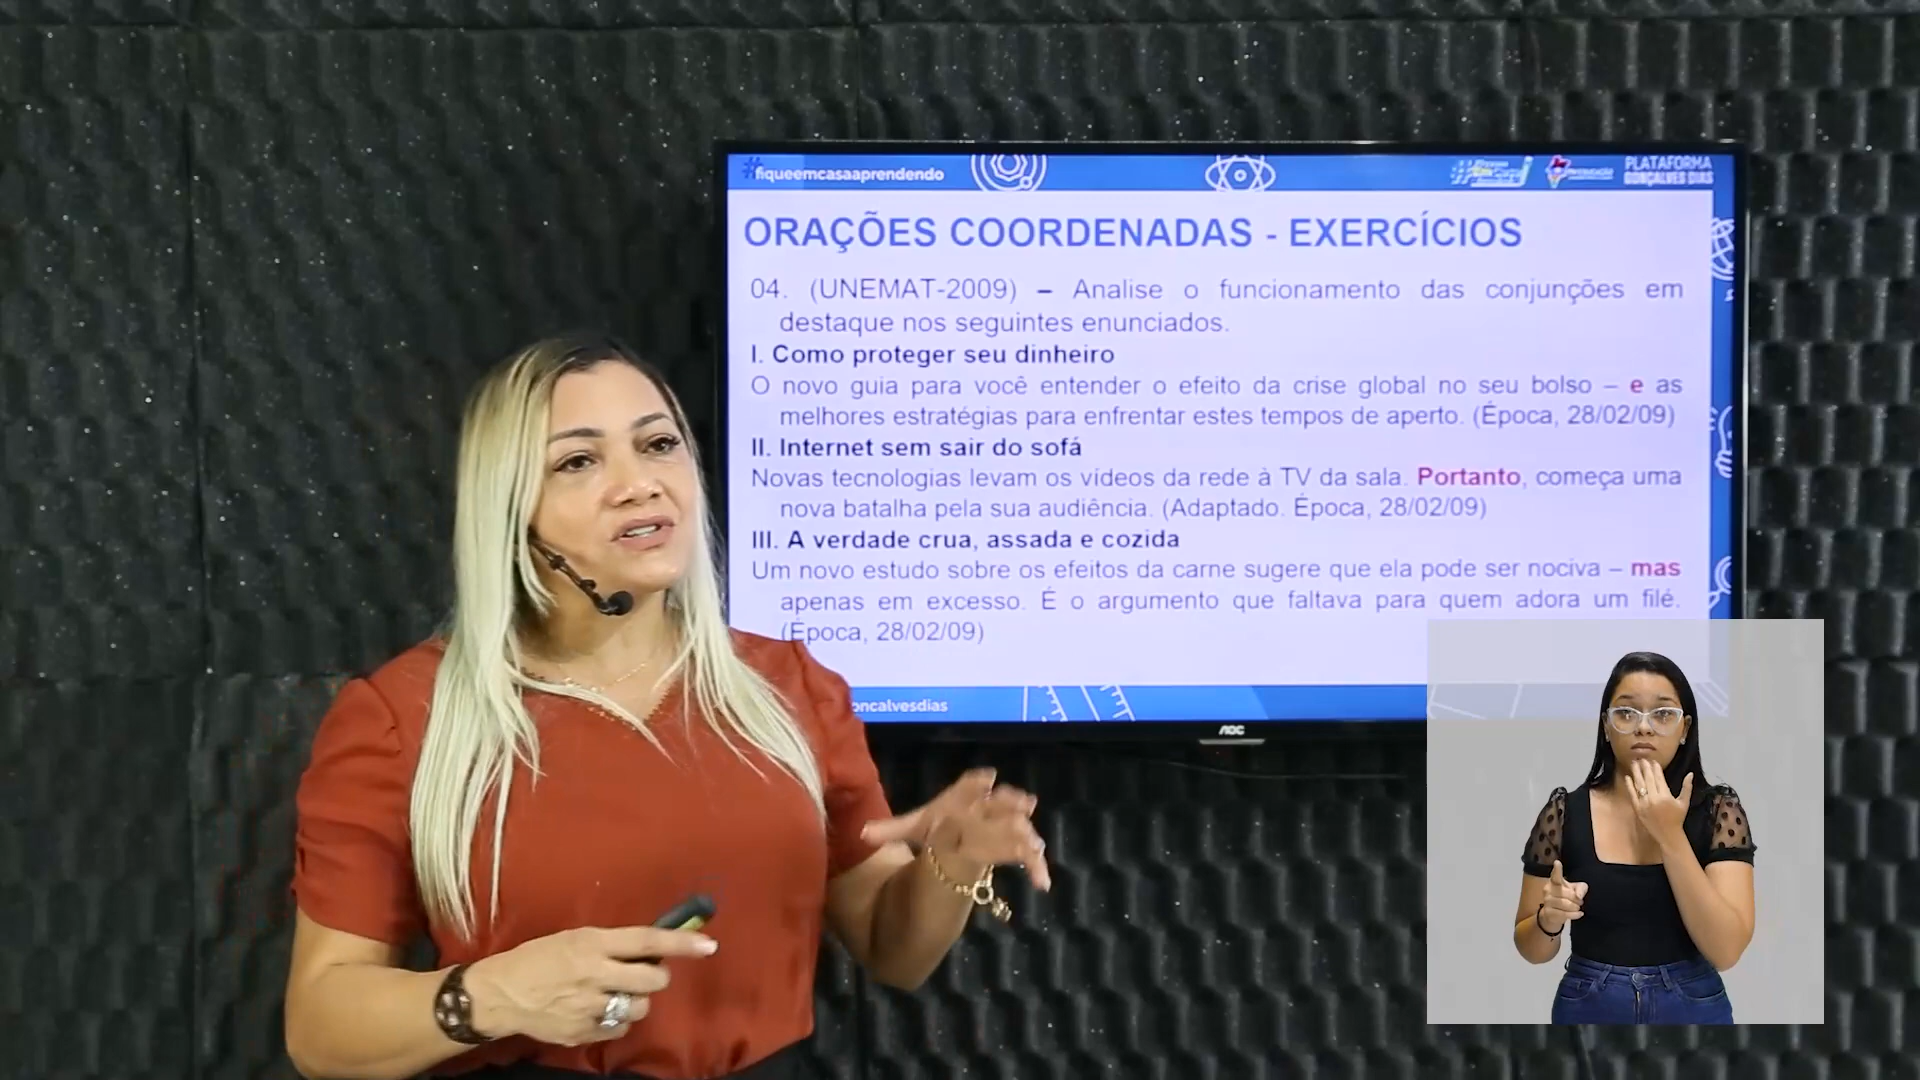 #fiqueemcasaaprendendo
PLATAFORMA
GONÇALVES DIAS
ORAÇÕES COORDENADAS - EXERCÍCIOS
04. (UNEMAT-2009) – Analise o funcionamento das conjunções em
destaque nos seguintes enunciados.
I. Como proteger seu dinheiro
O novo guia para você entender o efeito da crise global no seu bolso – e as
melhores estratégias para enfrentar estes tempos de aperto. (Época, 28/02/09)
II. Internet sem sair do sofá
Novas tecnologias levam os vídeos da rede à TV da sala. Portanto, começa uma
nova batalha pela sua audiência. (Adaptado. Época, 28/02/09)
III. A verdade crua, assada e cozida
Um novo estudo sobre os efeitos da carne sugere que ela pode ser nociva – mas
apenas em excesso. É o argumento que faltava para quem adora um filé.
(Época, 28/02/09)
oncalvesdias
AOC